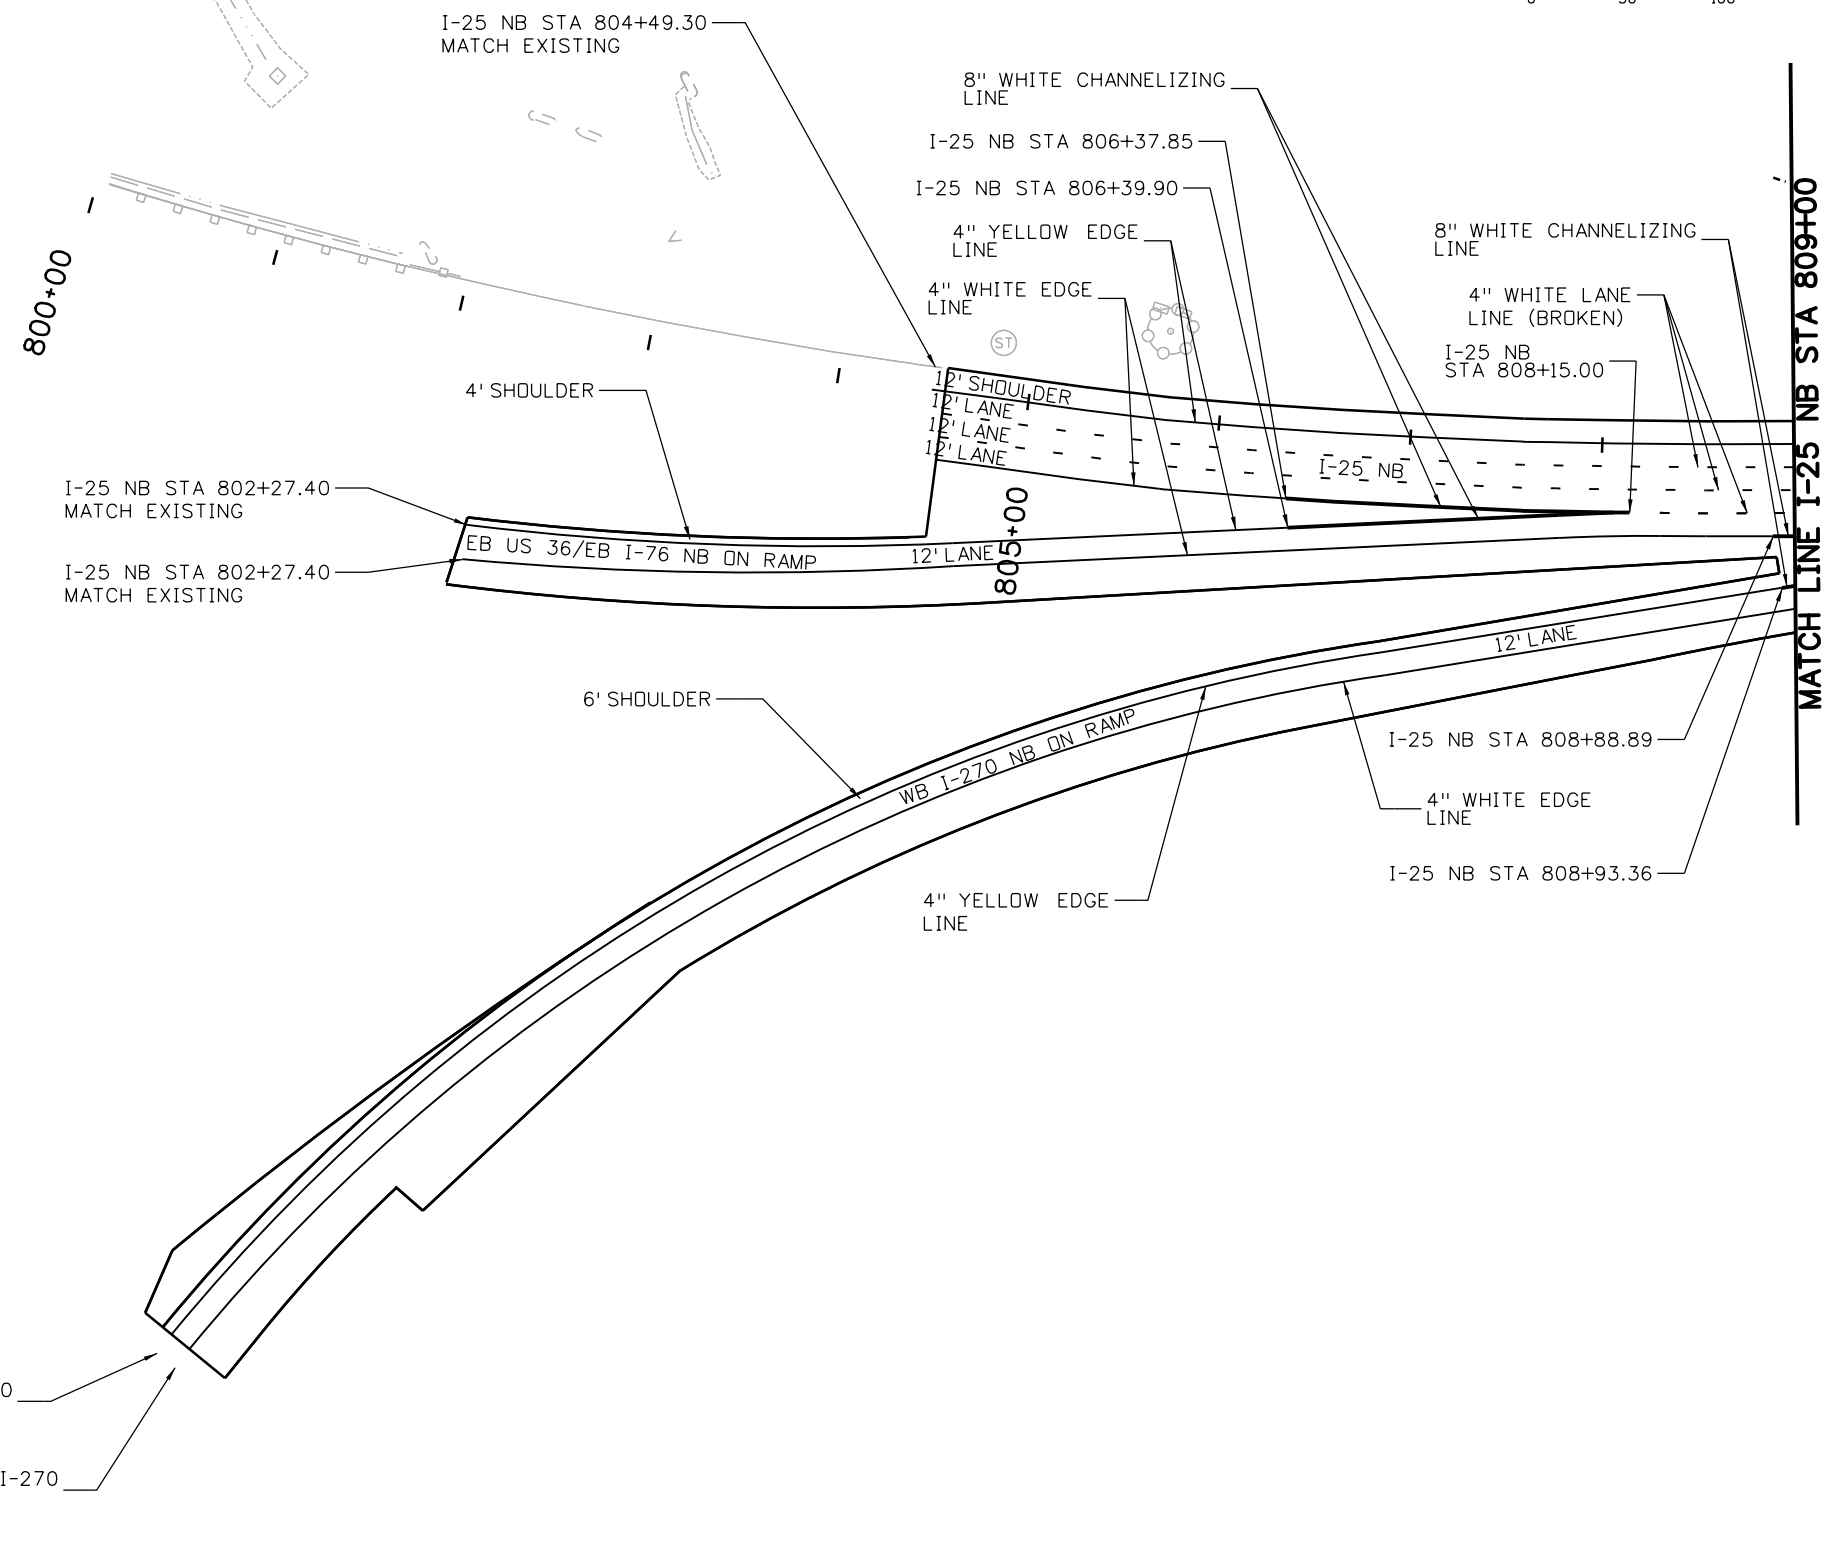 I-25 NB STA 804+49.30
MATCH EXISTING
8" WHITE CHANNELIZING
LINE
I-25 NB STA 806+37.85
I-25 NB STA 806+39.90
4" YELLOW EDGE
LINE
4" WHITE EDGE
LINE
8" WHITE CHANNELIZING
LINE
4" WHITE LANE
LINE (BROKEN)
I-25 NB
STA 808+15.00
MATCH LINE I-25 NB STA 809+00
800+00
ST
4' SHOULDER
12' SHOULDER
12' LANE
12' LANE
12' LANE
I-25 NB
I-25 NB STA 802+27.40
MATCH EXISTING
EB US 36/EB I-76 NB ON RAMP
12' LANE
805+00
I-25 NB STA 802+27.40
MATCH EXISTING
12' LANE
6' SHOULDER
WB I-270 NB ON RAMP
I-25 NB STA 808+88.89
4" WHITE EDGE
LINE
I-25 NB STA 808+93.36
4" YELLOW EDGE
LINE
0
I-270